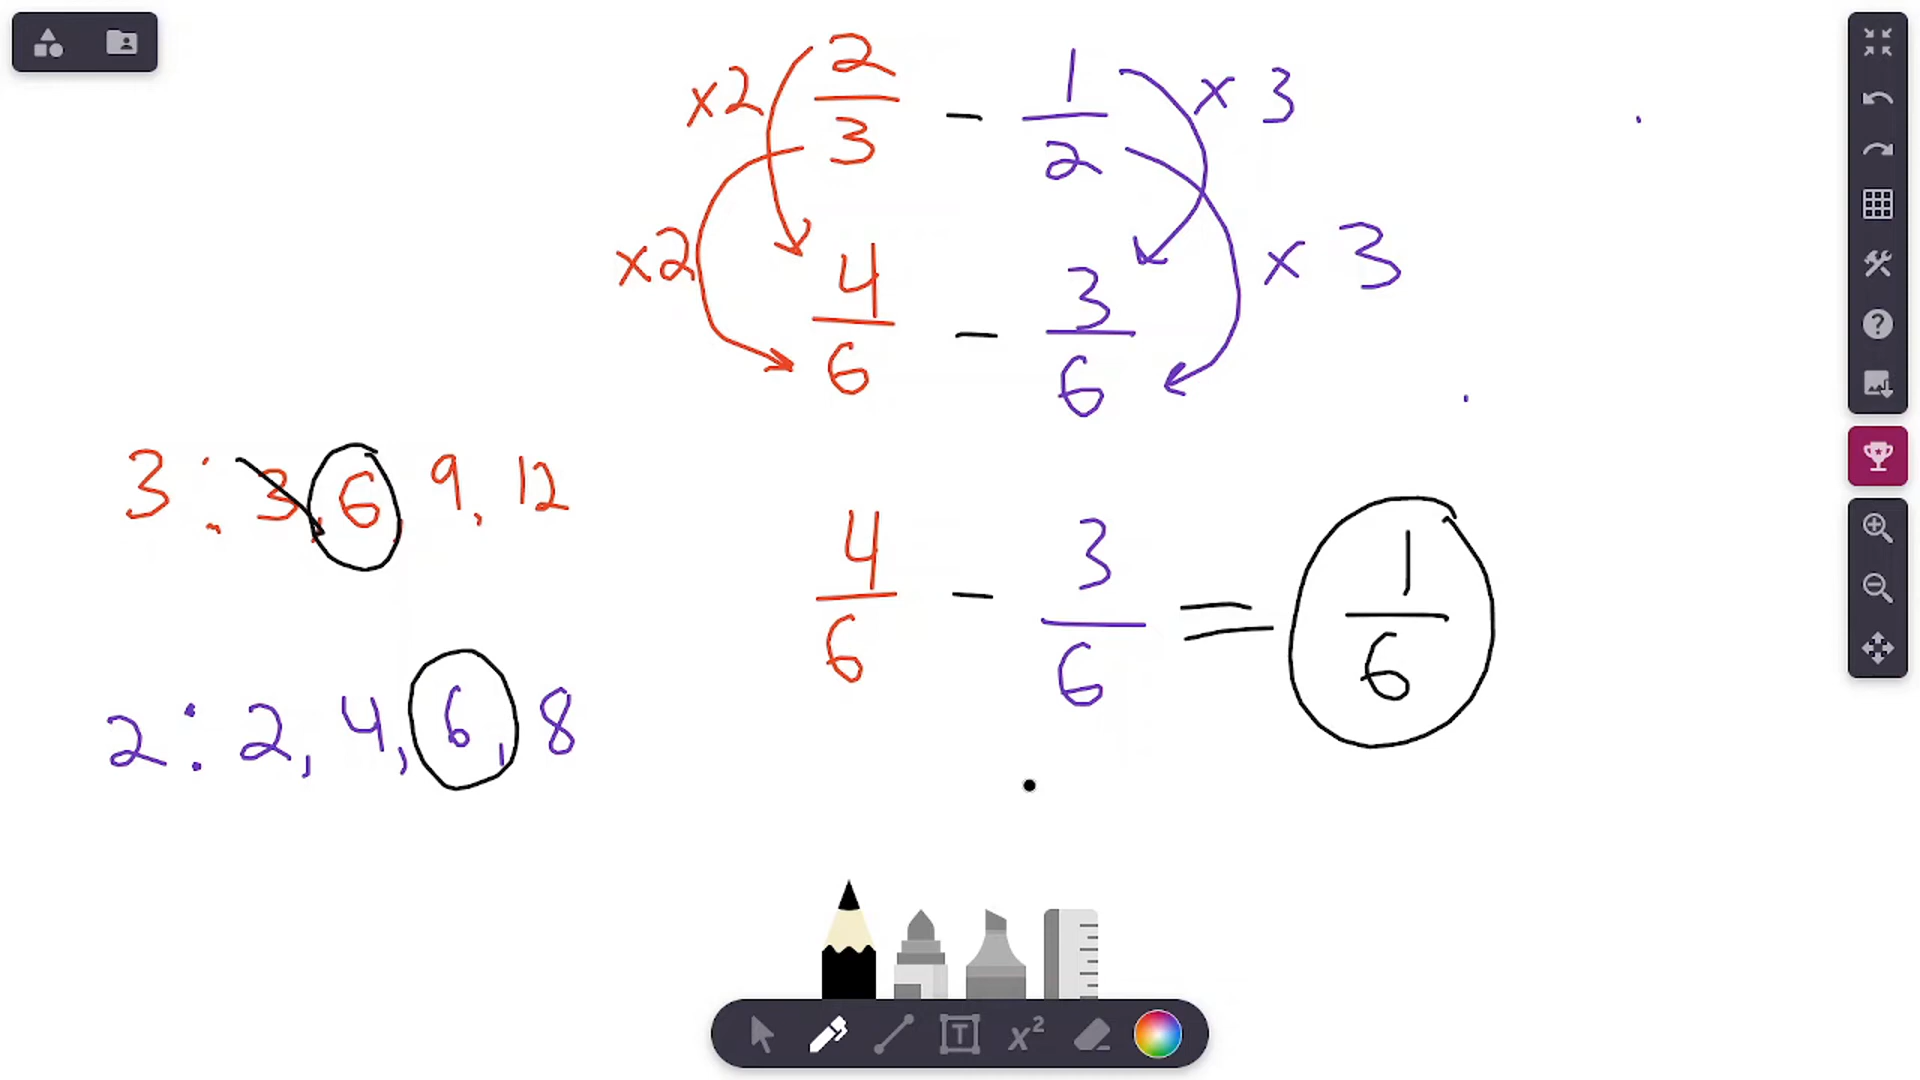 x2 2/3 - 1/2 x 3
x2 4/6 - 3/6 x 3
3 : 3, 6, 9, 12
4/6 - 3/6 = 1/6
2 : 2, 4, 6, 8
T x²